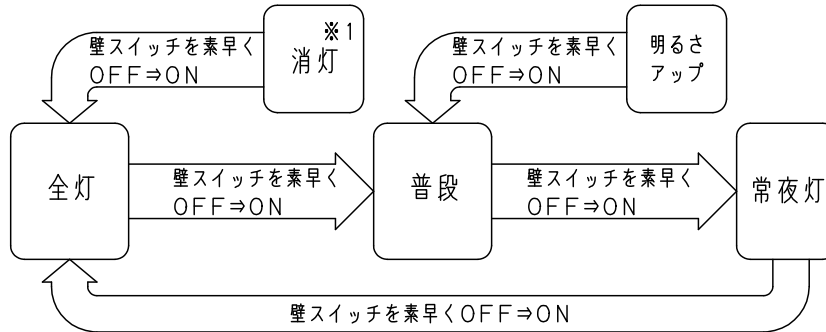 ※1
消灯
壁スイッチを素早く
OFF⇒ON
明るさ
アップ
壁スイッチを素早く
OFF⇒ON
全灯
壁スイッチを素早く
OFF⇒ON
普段
壁スイッチを素早く
OFF⇒ON
常夜灯
壁スイッチを素早くOFF⇒ON